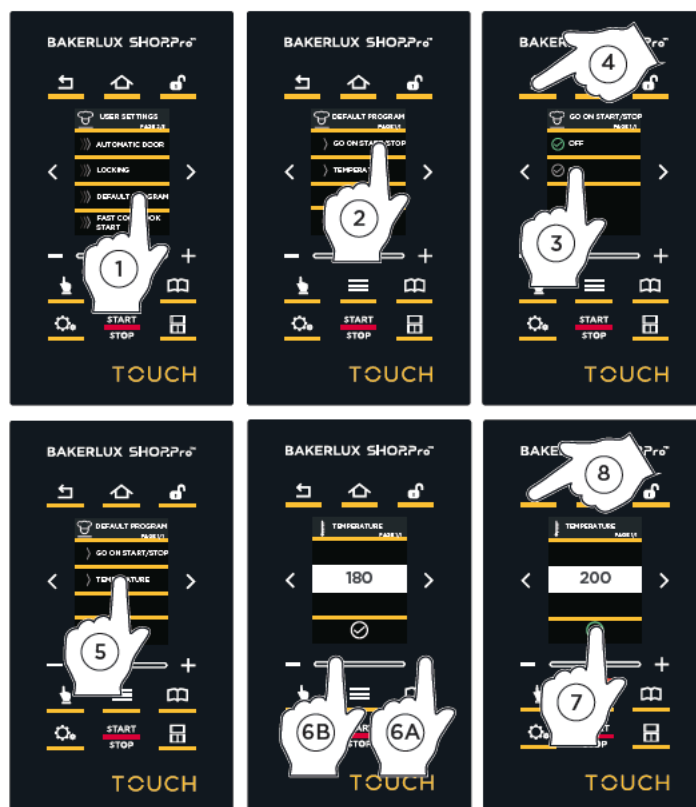 BAKERLUX SHOP.Pro™
USER SETTINGS
PAGE
AUTOMATIC DOOR
LOCKING
DEFAULT PROGRAM
FAST
START
1
START
STOP
TOUCH
BAKERLUX SHOP.Pro™
DEFAULT PROGRAM
PAGE 1/1
GO ON START/STOP
2
START
STOP
TOUCH
4
GO ON START/STOP
PAGE 1/1
OFF
3
START
STOP
TOUCH
BAKERLUX SHOP.Pro™
DEFAULT PROGRAM
PAGE 1/1
GO ON START/STOP
TEMPERATURE
5
START
STOP
TOUCH
BAKERLUX SHOP.Pro™
TEMPERATURE
PAGE 1/1
180
6B
6A
TOUCH
8
TEMPERATURE
PAGE 1/1
200
7
START
STOP
TOUCH